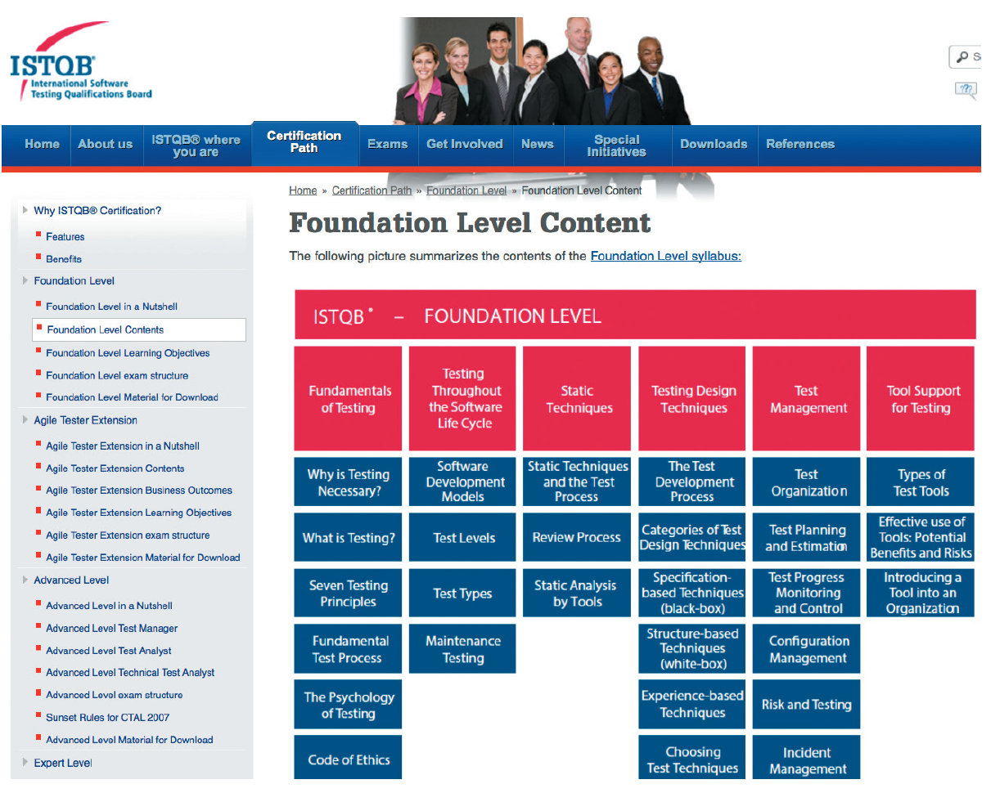 ISTQB®
International Software
Testing Qualifications Board
Home
About us
ISTQB® where
you are
Certification
Path
Exams
Get Involved
News
Special
Initiatives
Downloads
References
Why ISTQB® Certification?
Features
Benefits
Foundation Level
Foundation Level in a Nutshell
Foundation Level Contents
Foundation Level Learning Objectives
Foundation Level exam structure
Foundation Level Material for Download
Agile Tester Extension
Agile Tester Extension in a Nutshell
Agile Tester Extension Contents
Agile Tester Extension Business Outcomes
Agile Tester Extension Learning Objectives
Agile Tester Extension exam structure
Agile Tester Extension Material for Download
Advanced Level
Advanced Level in a Nutshell
Advanced Level Test Manager
Advanced Level Test Analyst
Advanced Level Technical Test Analyst
Advanced Level exam structure
Sunset Rules for CTAL 2007
Advanced Level Material for Download
Expert Level
Home » Certification Path » Foundation Level » Foundation Level Content
Foundation Level Content
The following picture summarizes the contents of the Foundation Level syllabus:
ISTQB® – FOUNDATION LEVEL
Fundamentals
of Testing
Testing
Throughout
the Software
Life Cycle
Static
Techniques
Testing Design
Techniques
Test
Management
Tool Support
for Testing
Why is Testing
Necessary?
Software
Development
Models
Static Techniques
and the Test
Process
The Test
Development
Process
Test
Organization
Types of
Test Tools
What is Testing?
Test Levels
Review Process
Categories of Test
Design Techniques
Test Planning
and Estimation
Effective use of
Tools: Potential
Benefits and Risks
Seven Testing
Principles
Test Types
Static Analysis
by Tools
Specification-
based Techniques
(black-box)
Test Progress
Monitoring
and Control
Introducing a
Tool into an
Organization
Fundamental
Test Process
Maintenance
Testing
Structure-based
Techniques
(white-box)
Configuration
Management
The Psychology
of Testing
Experience-based
Techniques
Risk and Testing
Code of Ethics
Choosing
Test Techniques
Incident
Management